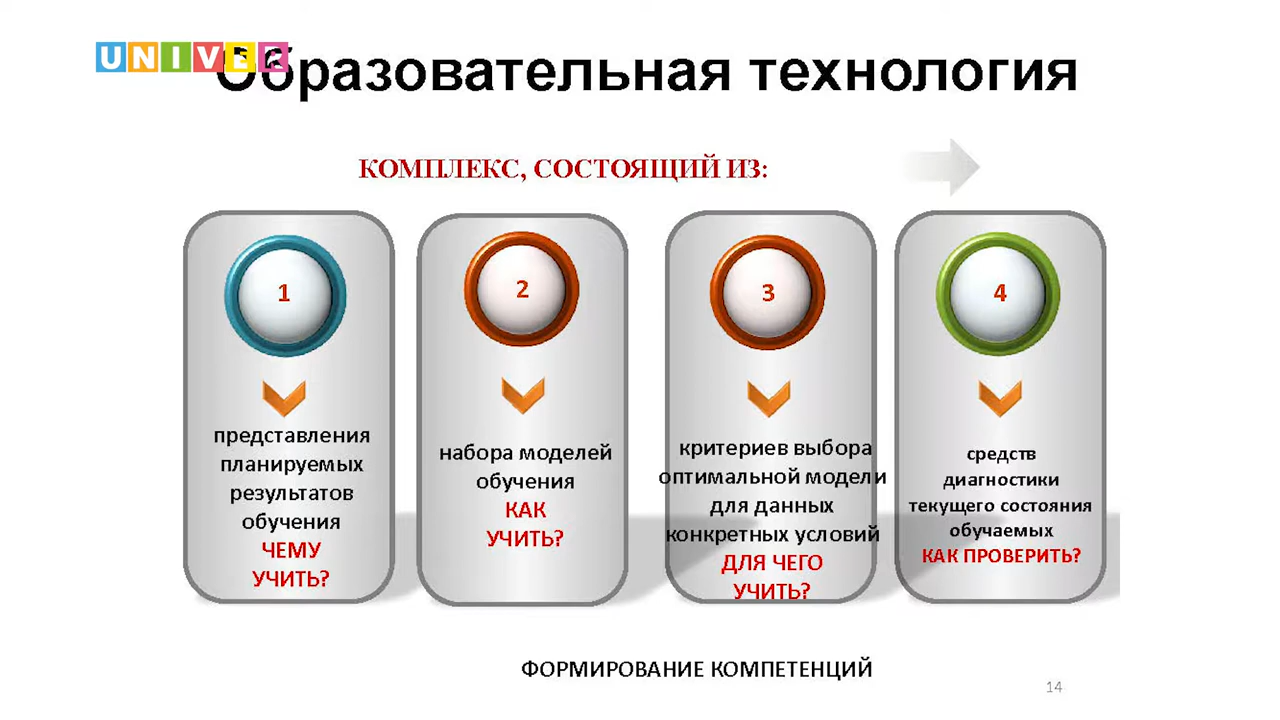 UNIVER
Образовательная технология
КОМПЛЕКС, СОСТОЯЩИЙ ИЗ:
1
представления
планируемых
результатов
обучения
ЧЕМУ
УЧИТЬ?
2
набора моделей
обучения
КАК
УЧИТЬ?
3
критериев выбора
оптимальной модели
для данных
конкретных условий
ДЛЯ ЧЕГО
УЧИТЬ?
4
средств
диагностики
текущего состояния
обучаемых
КАК ПРОВЕРИТЬ?
ФОРМИРОВАНИЕ КОМПЕТЕНЦИЙ
14